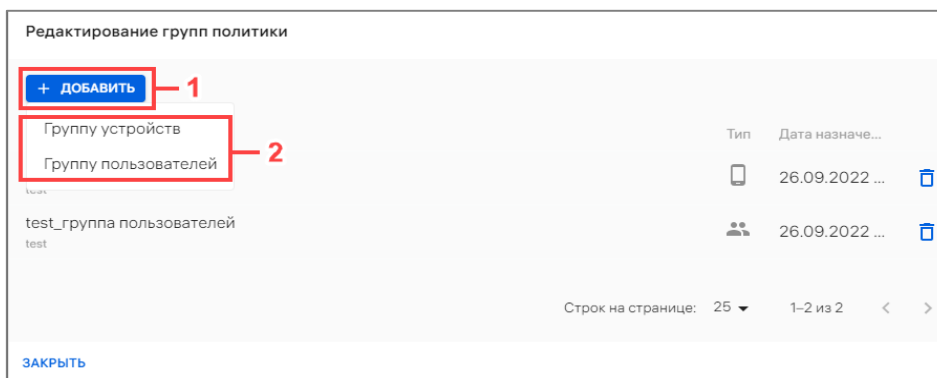 Редактирование групп политики
+ ДОБАВИТЬ
1
Группу устройств
Группу пользователей
2
Тип Дата назначе...
26.09.2022 ...
test
test_группа пользователей
test
26.09.2022 ...
Строк на странице: 25 1–2 из 2
ЗАКРЫТЬ